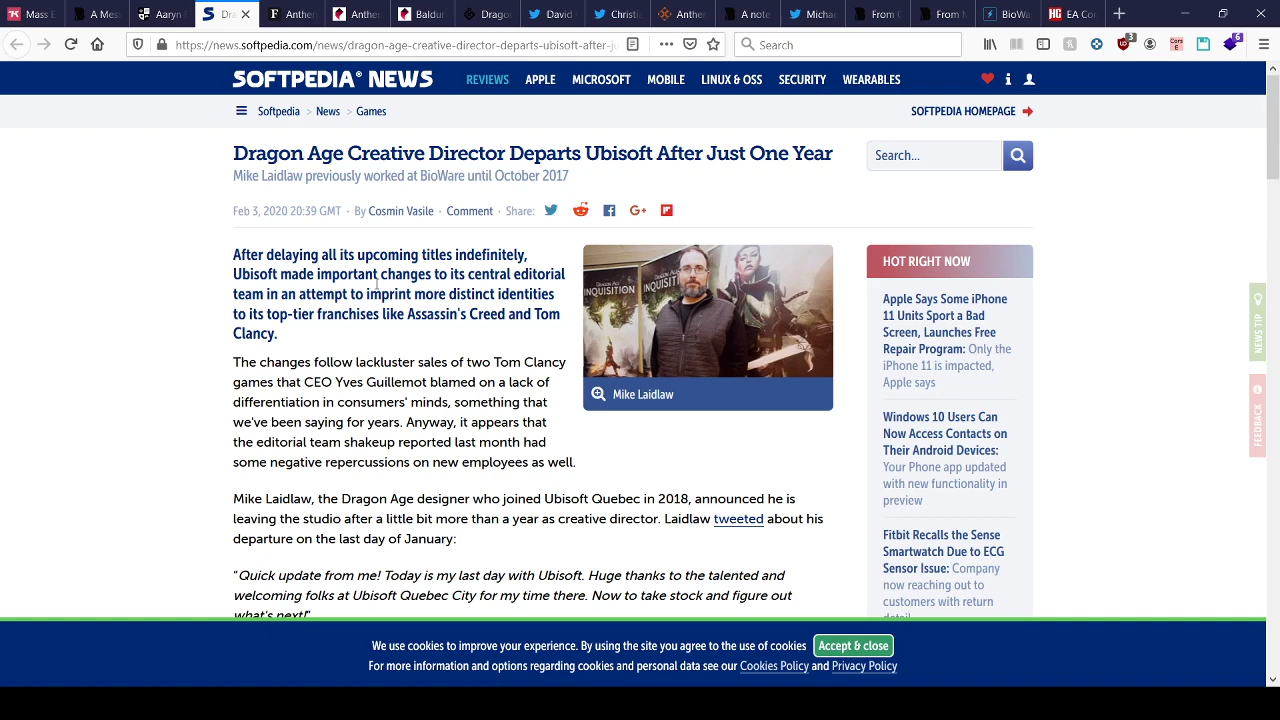 Mass E
A Mess
Aaryn
Dra
Anther
Anther
Baldur
Drago
David
Christia
Anther
A note
Michae
From C
From M
BioWa
EA Co
https://news.softpedia.com/news/dragon-age-creative-director-departs-ubisoft-after-ju
Search
3
6
SOFTPEDIA® NEWS
REVIEWS APPLE MICROSOFT MOBILE LINUX & OSS SECURITY WEARABLES
Softpedia > News > Games
SOFTPEDIA HOMEPAGE
Dragon Age Creative Director Departs Ubisoft After Just One Year
Mike Laidlaw previously worked at BioWare until October 2017
Search...
Feb 3, 2020 20:39 GMT · By Cosmin Vasile · Comment · Share:
After delaying all its upcoming titles indefinitely,
Ubisoft made important changes to its central editorial
team in an attempt to imprint more distinct identities
to its top-tier franchises like Assassin's Creed and Tom
Clancy.
The changes follow lackluster sales of two Tom Clancy
games that CEO Yves Guillemot blamed on a lack of
differentiation in consumers' minds, something that
we've been saying for years. Anyway, it appears that
the editorial team shakeup reported last month had
some negative repercussions on new employees as well.
INQUISITION
INQUISITION
Mike Laidlaw
Mike Laidlaw, the Dragon Age designer who joined Ubisoft Quebec in 2018, announced he is
leaving the studio after a little bit more than a year as creative director. Laidlaw tweeted about his
departure on the last day of January:
"Quick update from me! Today is my last day with Ubisoft. Huge thanks to the talented and
welcoming folks at Ubisoft Quebec City for my time there. Now to take stock and figure out
what's next!"
HOT RIGHT NOW
Apple Says Some iPhone
11 Units Sport a Bad
Screen, Launches Free
Repair Program: Only the
iPhone 11 is impacted,
Apple says
Windows 10 Users Can
Now Access Contacts on
Their Android Devices:
Your Phone app updated
with new functionality in
preview
Fitbit Recalls the Sense
Smartwatch Due to ECG
Sensor Issue: Company
now reaching out to
customers with return
detail
NEWS TIP
FEEDBACK
We use cookies to improve your experience. By using the site you agree to the use of cookies
Accept & close
For more information and options regarding cookies and personal data see our Cookies Policy and Privacy Policy